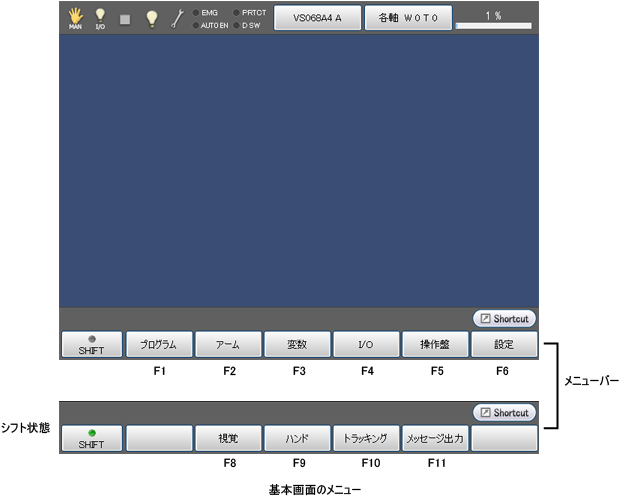 MAN I/O EMG PRTCT AUTO EN D SW VS068A4 A 各軸 W 0 T 0 1 %
Shortcut
SHIFT プログラム アーム 変数 I/O 操作盤 設定
F1 F2 F3 F4 F5 F6
メニューバー
Shortcut
シフト状態
SHIFT 視覚 ハンド トラッキング メッセージ出力
F8 F9 F10 F11
基本画面のメニュー